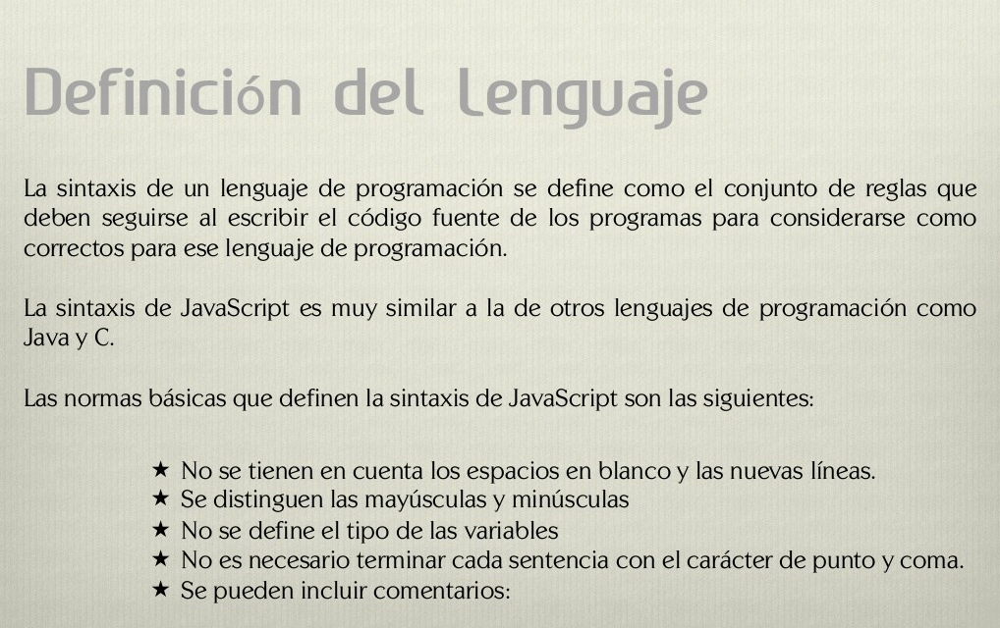 Definición del Lenguaje
La sintaxis de un lenguaje de programación se define como el conjunto de reglas que
deben seguirse al escribir el código fuente de los programas para considerarse como
correctos para ese lenguaje de programación.
La sintaxis de JavaScript es muy similar a la de otros lenguajes de programación como
Java y C.
Las normas básicas que definen la sintaxis de JavaScript son las siguientes:
★ No se tienen en cuenta los espacios en blanco y las nuevas líneas.
★ Se distinguen las mayúsculas y minúsculas
★ No se define el tipo de las variables
★ No es necesario terminar cada sentencia con el carácter de punto y coma.
★ Se pueden incluir comentarios: